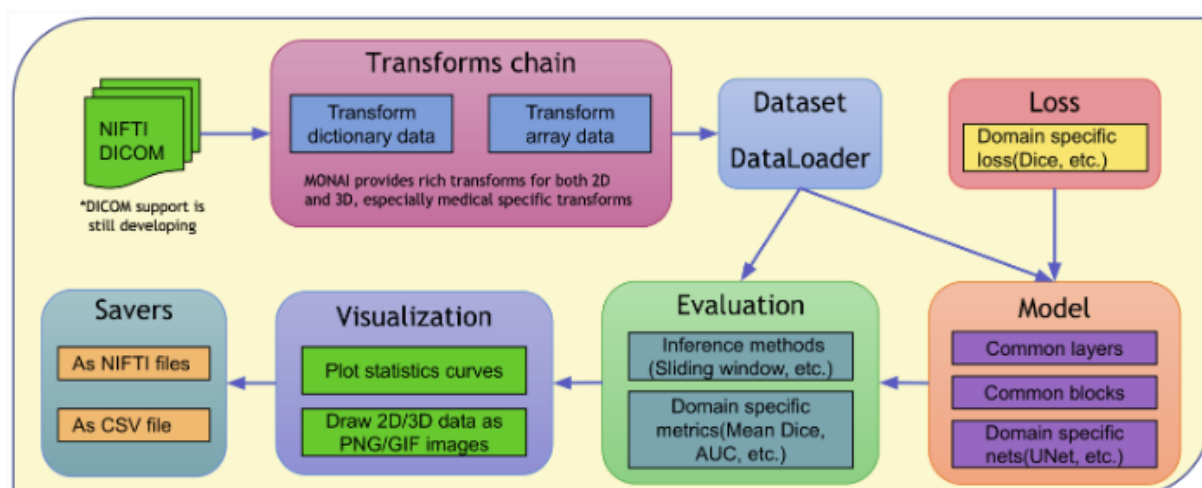 NIFTI
DICOM
*DICOM support is
still developing
Transforms chain
Transform
dictionary data
Transform
array data
MONAI provides rich transforms for both 2D
and 3D, especially medical specific transforms
Dataset
DataLoader
Loss
Domain specific
loss(Dice, etc.)
Savers
As NIFTI files
As CSV file
Visualization
Plot statistics curves
Draw 2D/3D data as
PNG/GIF images
Evaluation
Inference methods
(Sliding window, etc.)
Domain specific
metrics(Mean Dice,
AUC, etc.)
Model
Common layers
Common blocks
Domain specific
nets(UNet, etc.)